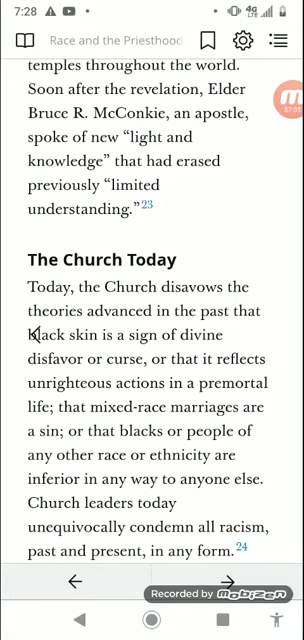 7:28
4G
LTE
Race and the Priesthood
57:31
temples throughout the world.
Soon after the revelation, Elder
Bruce R. McConkie, an apostle,
spoke of new “light and
knowledge” that had erased
previously “limited
understanding.”23
The Church Today
Today, the Church disavows the
theories advanced in the past that
black skin is a sign of divine
disfavor or curse, or that it reflects
unrighteous actions in a premortal
life; that mixed-race marriages are
a sin; or that blacks or people of
any other race or ethnicity are
inferior in any way to anyone else.
Church leaders today
unequivocally condemn all racism,
past and present, in any form.24
Recorded by mobizen